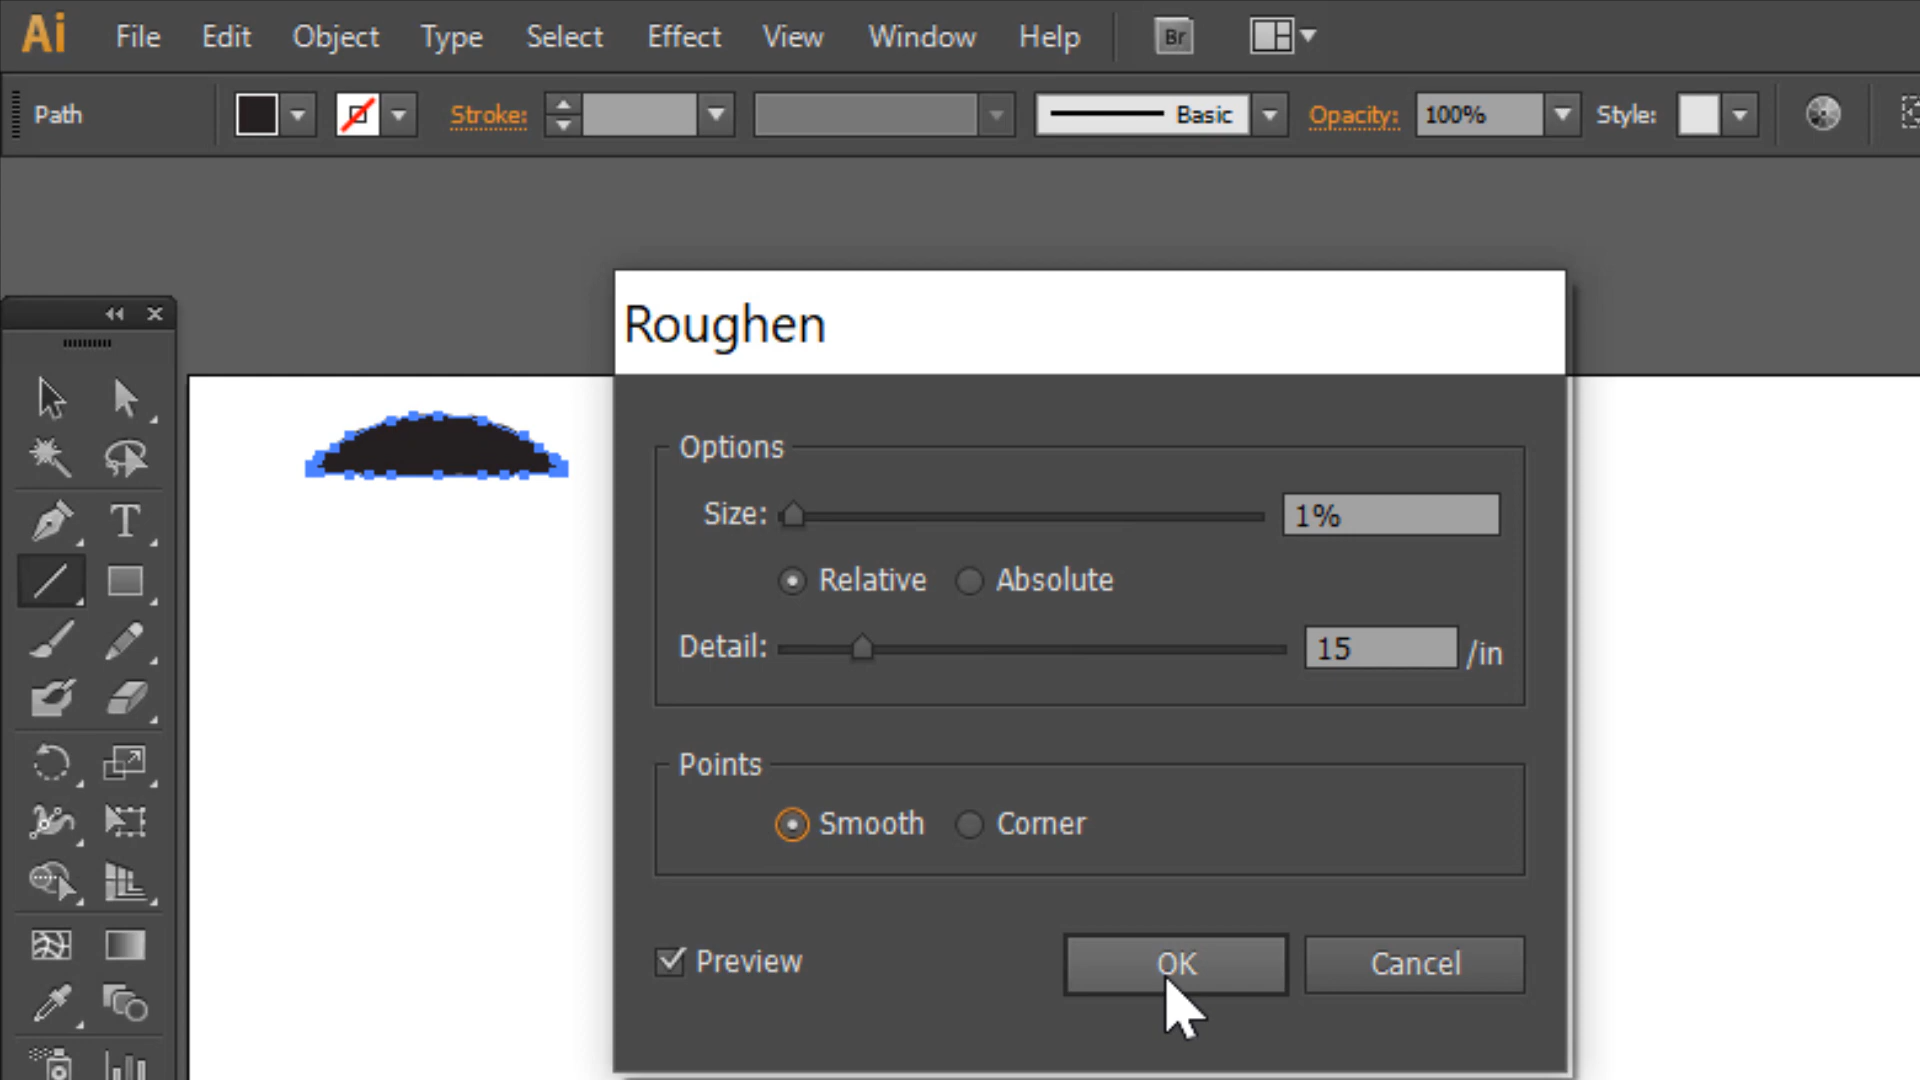 Ai File Edit Object Type Select Effect View Window Help Br
Path Stroke: Basic Opacity: 100% Style:
Roughen
Options
Size: 1%
Relative Absolute
Detail: 15 /in
T
Points
Smooth Corner
Preview OK Cancel